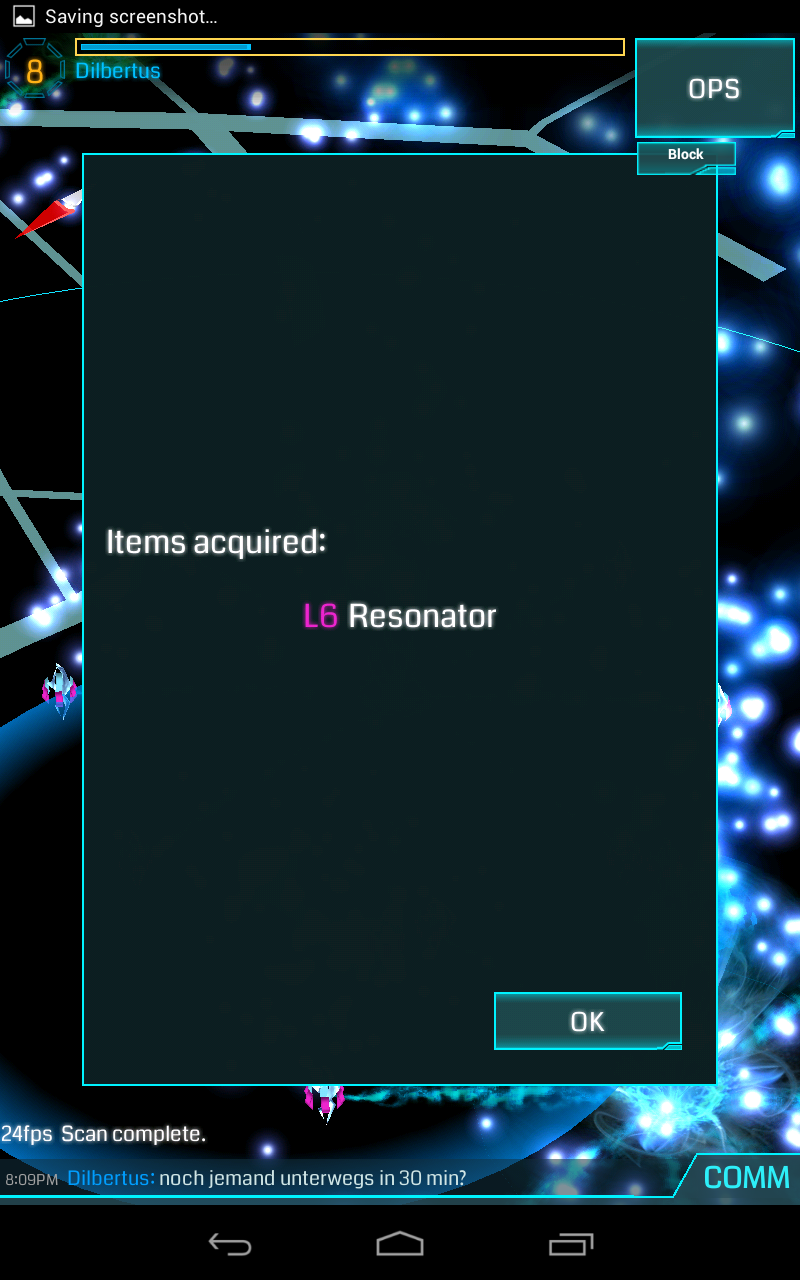 Saving screenshot...
8
Dilbertus
OPS
Block
Items acquired:
L6 Resonator
OK
24fps Scan complete.
8:09PM Dilbertus: noch jemand unterwegs in 30 min?
COMM